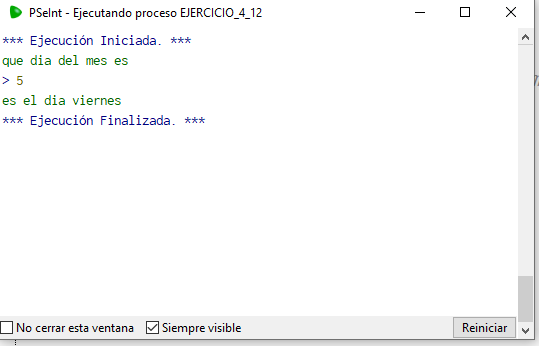 PSeInt - Ejecutando proceso EJERCICIO_4_12
*** Ejecución Iniciada. ***
que dia del mes es
> 5
es el dia viernes
*** Ejecución Finalizada. ***
No cerrar esta ventana
Siempre visible
Reiniciar